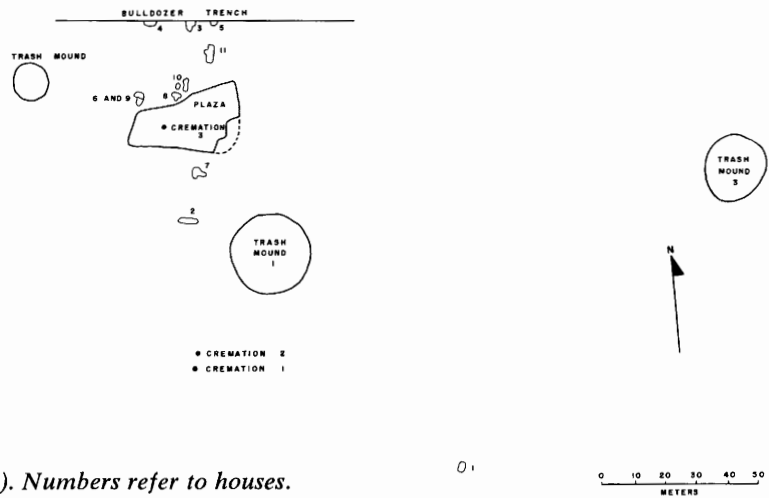 BULLDOZER TRENCH
4 3 5
11
TRASH MOUND
10
6 AND 9 8
PLAZA
CREMATION
3
7
TRASH
MOUND
3
2
TRASH
MOUND
1
N
CREMATION 2
CREMATION 1
1
). Numbers refer to houses.
0 10 20 30 40 50
METERS